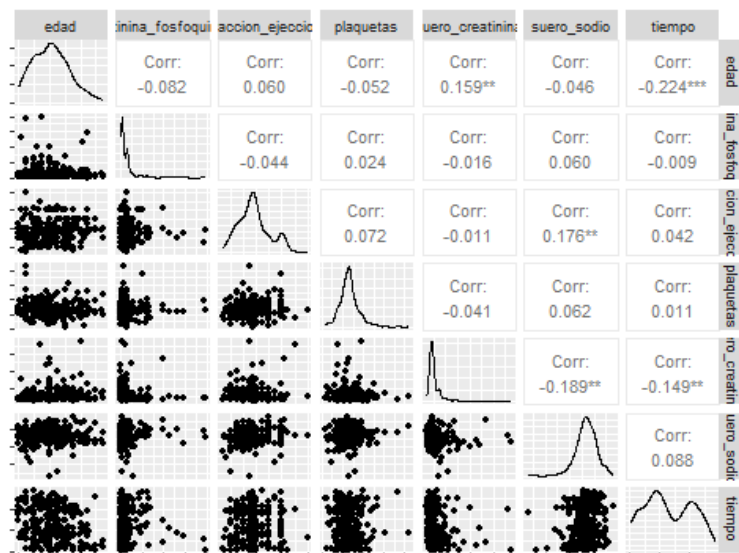 edad
tinina_fosfoqui
accion_ejeccio
plaquetas
uero_creatinina
suero_sodio
tiempo
Corr:
-0.082
Corr:
0.060
Corr:
-0.052
Corr:
0.159**
Corr:
-0.046
Corr:
-0.224***
edad
Corr:
-0.044
Corr:
0.024
Corr:
-0.016
Corr:
0.060
Corr:
-0.009
na_fosfoq
Corr:
0.072
Corr:
-0.011
Corr:
0.176**
Corr:
0.042
cion_ejecc
Corr:
-0.041
Corr:
0.062
Corr:
0.011
plaquetas
Corr:
-0.189**
Corr:
-0.149**
ro_creatin
Corr:
0.088
uero_sodi
tiempo